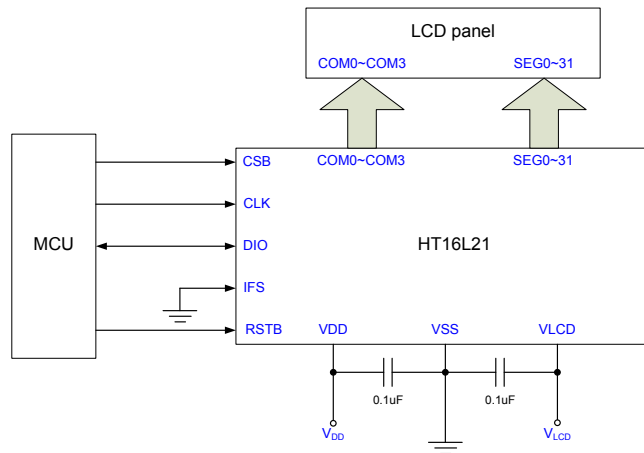 LCD panel
COM0~COM3 SEG0~31
COM0~COM3 SEG0~31
CSB
CLK
MCU
DIO
HT16L21
IFS
RSTB
VDD VSS VLCD
0.1uF 0.1uF
VDD VLCD